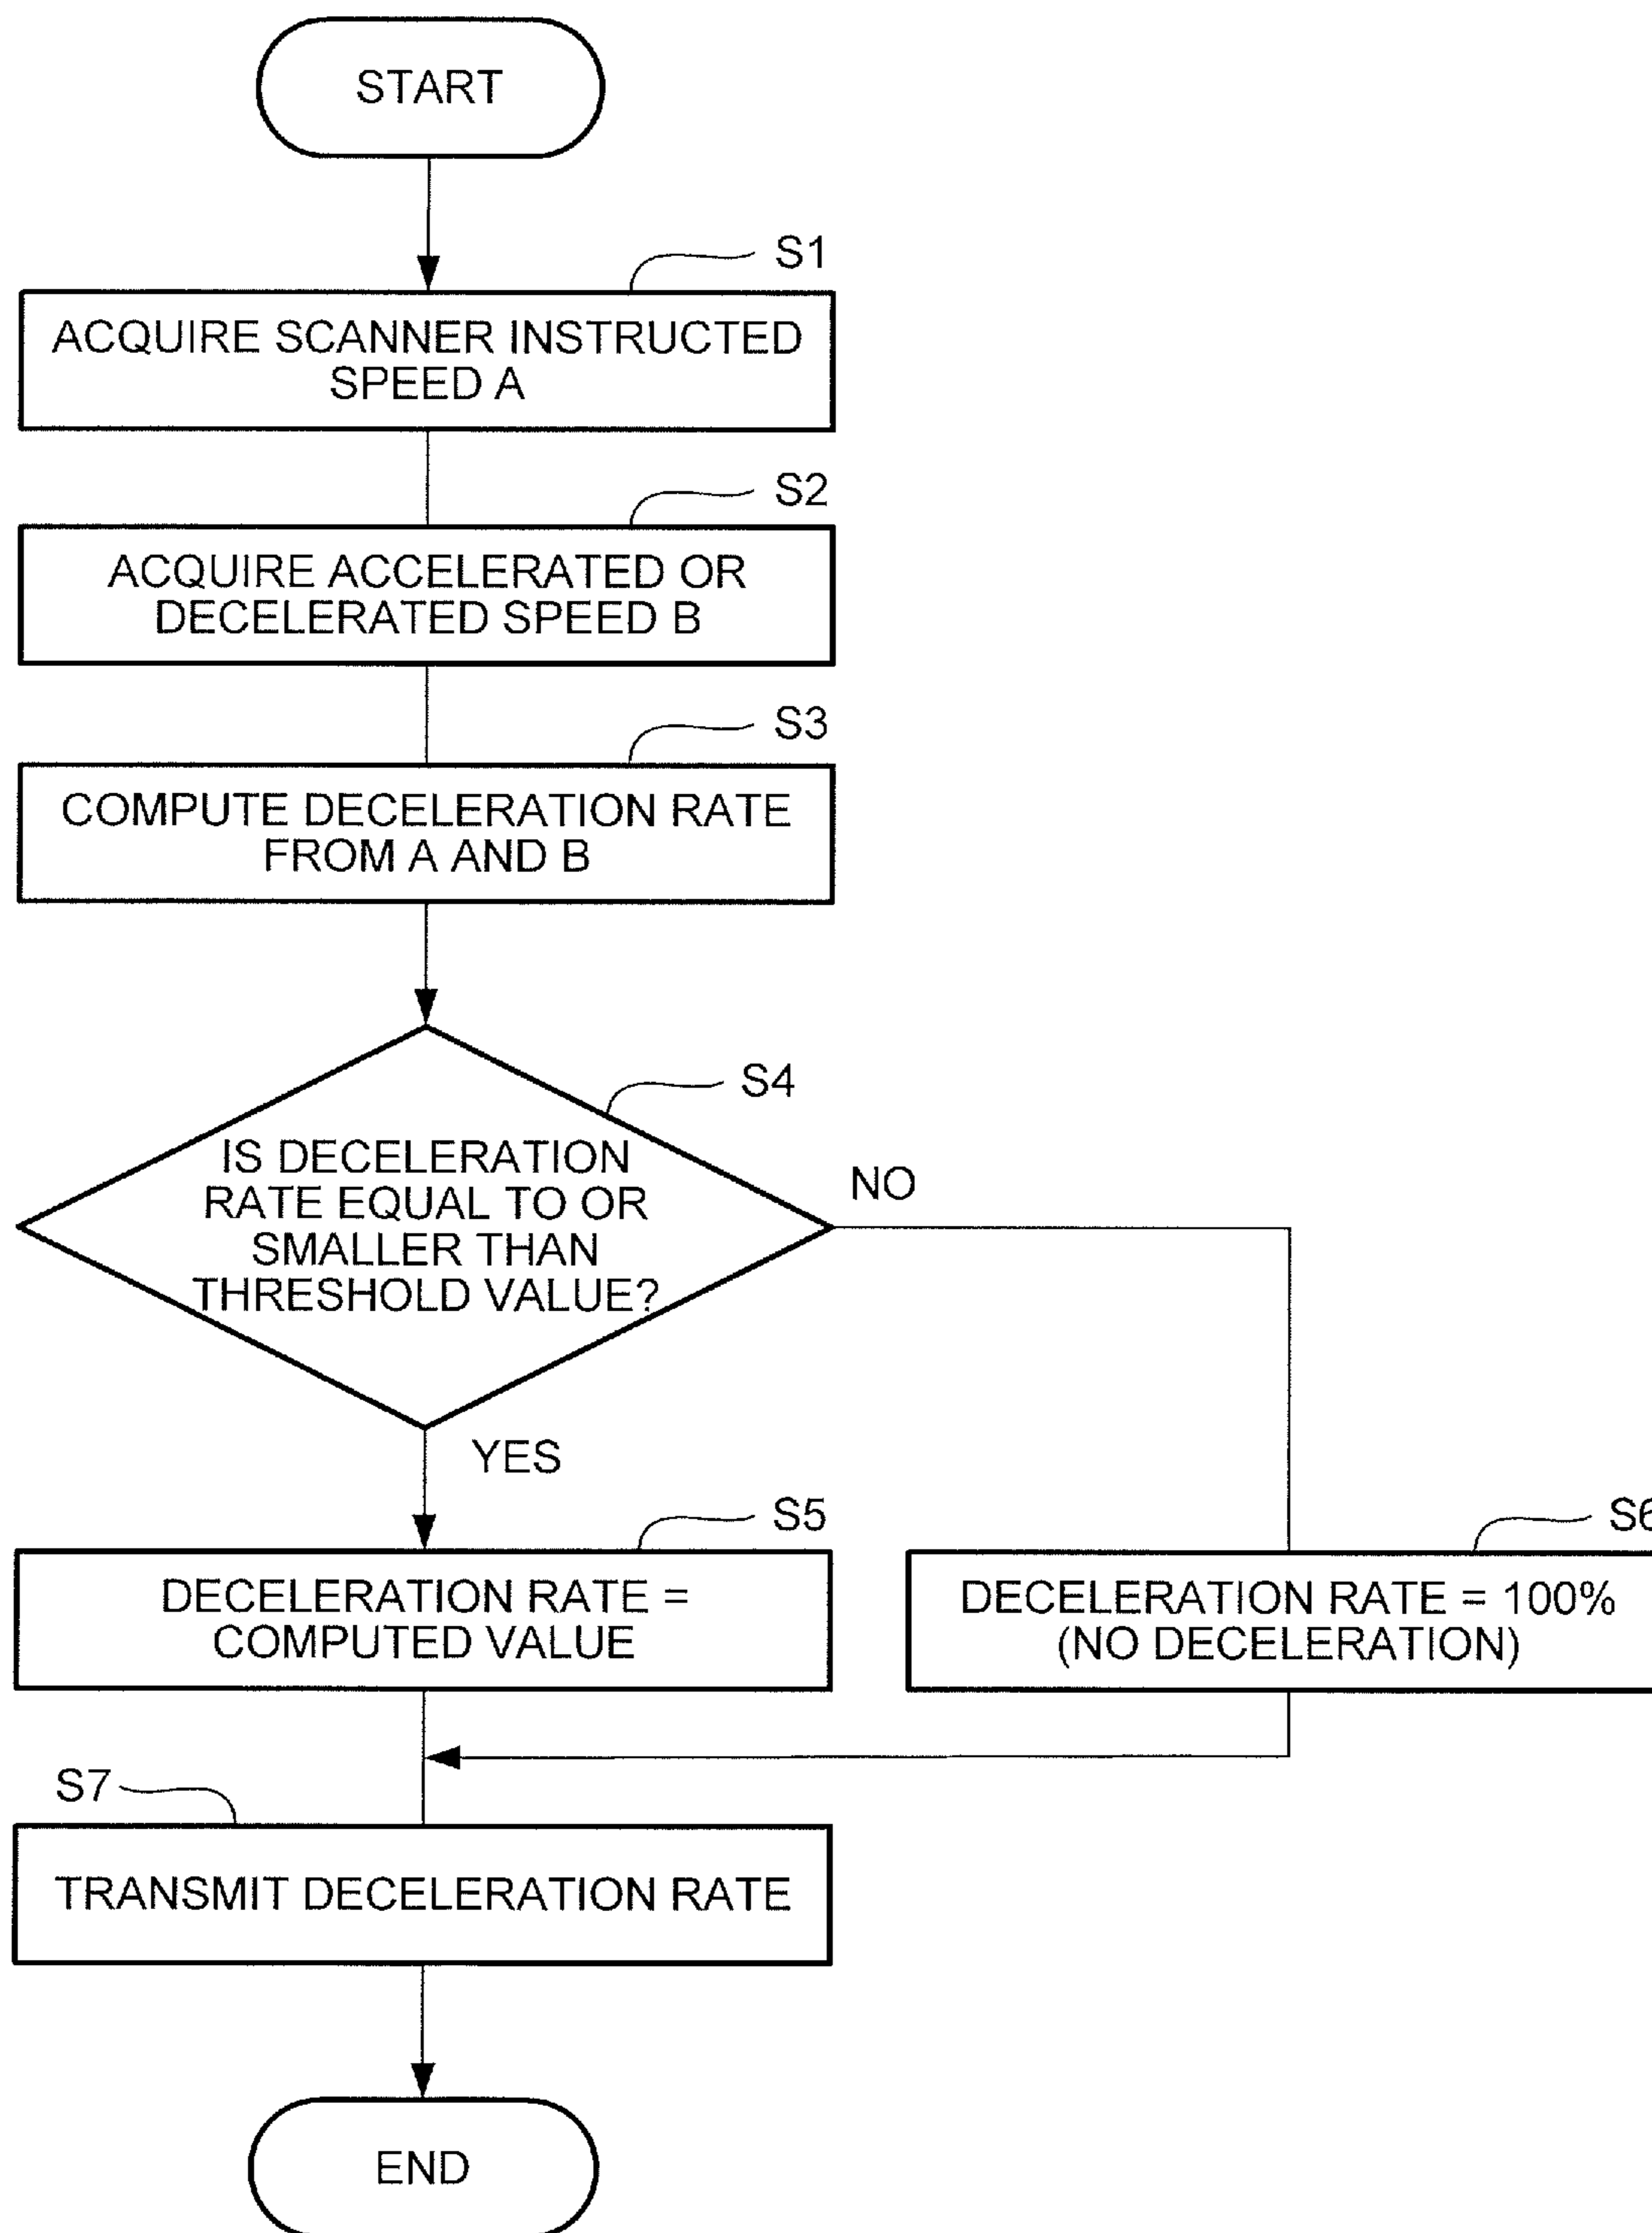 START
S1
ACQUIRE SCANNER INSTRUCTED
SPEED A
S2
ACQUIRE ACCELERATED OR
DECELERATED SPEED B
S3
COMPUTE DECELERATION RATE
FROM A AND B
S4
IS DECELERATION
RATE EQUAL TO OR
SMALLER THAN
THRESHOLD VALUE?
NO
YES
S5
DECELERATION RATE =
COMPUTED VALUE
S6
DECELERATION RATE = 100%
(NO DECELERATION)
S7
TRANSMIT DECELERATION RATE
END